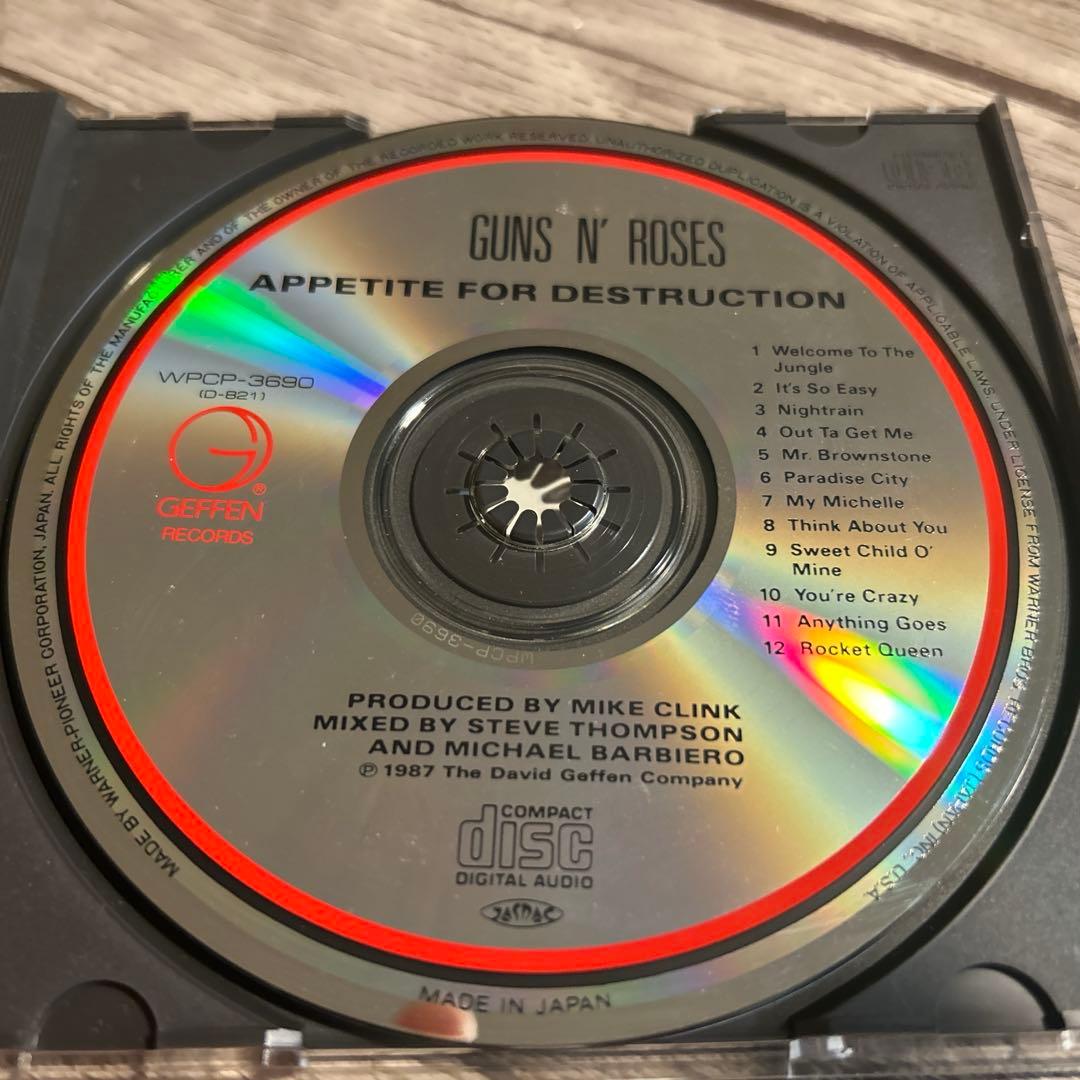 GUNS N' ROSES
APPETITE FOR DESTRUCTION
WPCP-3690
(D-821)
G®
GEFFEN
RECORDS
1 Welcome To The
Jungle
2 It's So Easy
3 Nightrain
4 Out Ta Get Me
5 Mr. Brownstone
6 Paradise City
7 My Michelle
8 Think About You
9 Sweet Child O'
Mine
10 You're Crazy
11 Anything Goes
12 Rocket Queen
WPCP-3690
PRODUCED BY MIKE CLINK
MIXED BY STEVE THOMPSON
AND MICHAEL BARBIERO
℗ 1987 The David Geffen Company
COMPACT
disc
DIGITAL AUDIO
JASRAC
MADE BY WARNER-PIONEER CORPORATION, JAPAN. ALL RIGHTS OF THE MANUFACTURER AND OF THE OWNER OF THE RECORDED WORK RESERVED. UNAUTHORIZED DUPLICATION IS A VIOLATION OF APPLICABLE LAWS. UNDER LICENSE FROM WARNER BROS. RECORDS (JAPAN) INC., U.S.A.
MADE IN JAPAN